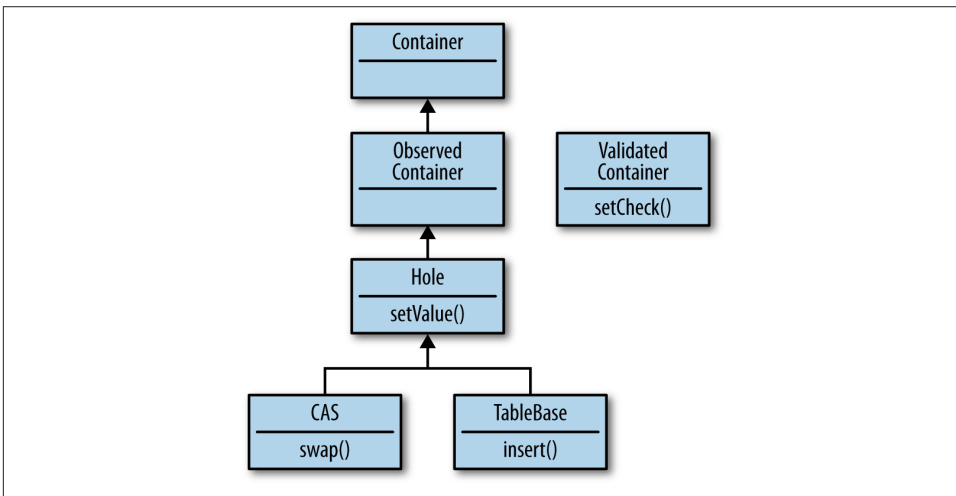 Container
Observed
Container
Validated
Container
setCheck()
Hole
setValue()
CAS
swap()
TableBase
insert()